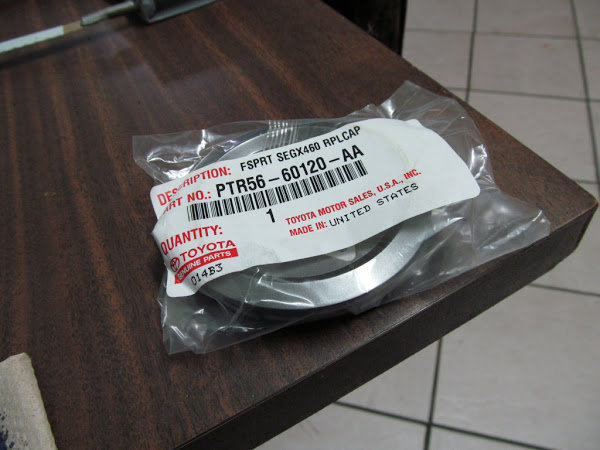 DESCRIPTION: FSPRT SEGX460 RPLCAP
PART NO.: PTR56-60120-AA
QUANTITY: 1
TOYOTA MOTOR SALES, U.S.A., INC.
MADE IN: UNITED STATES
TOYOTA
GENUINE PARTS
014B3